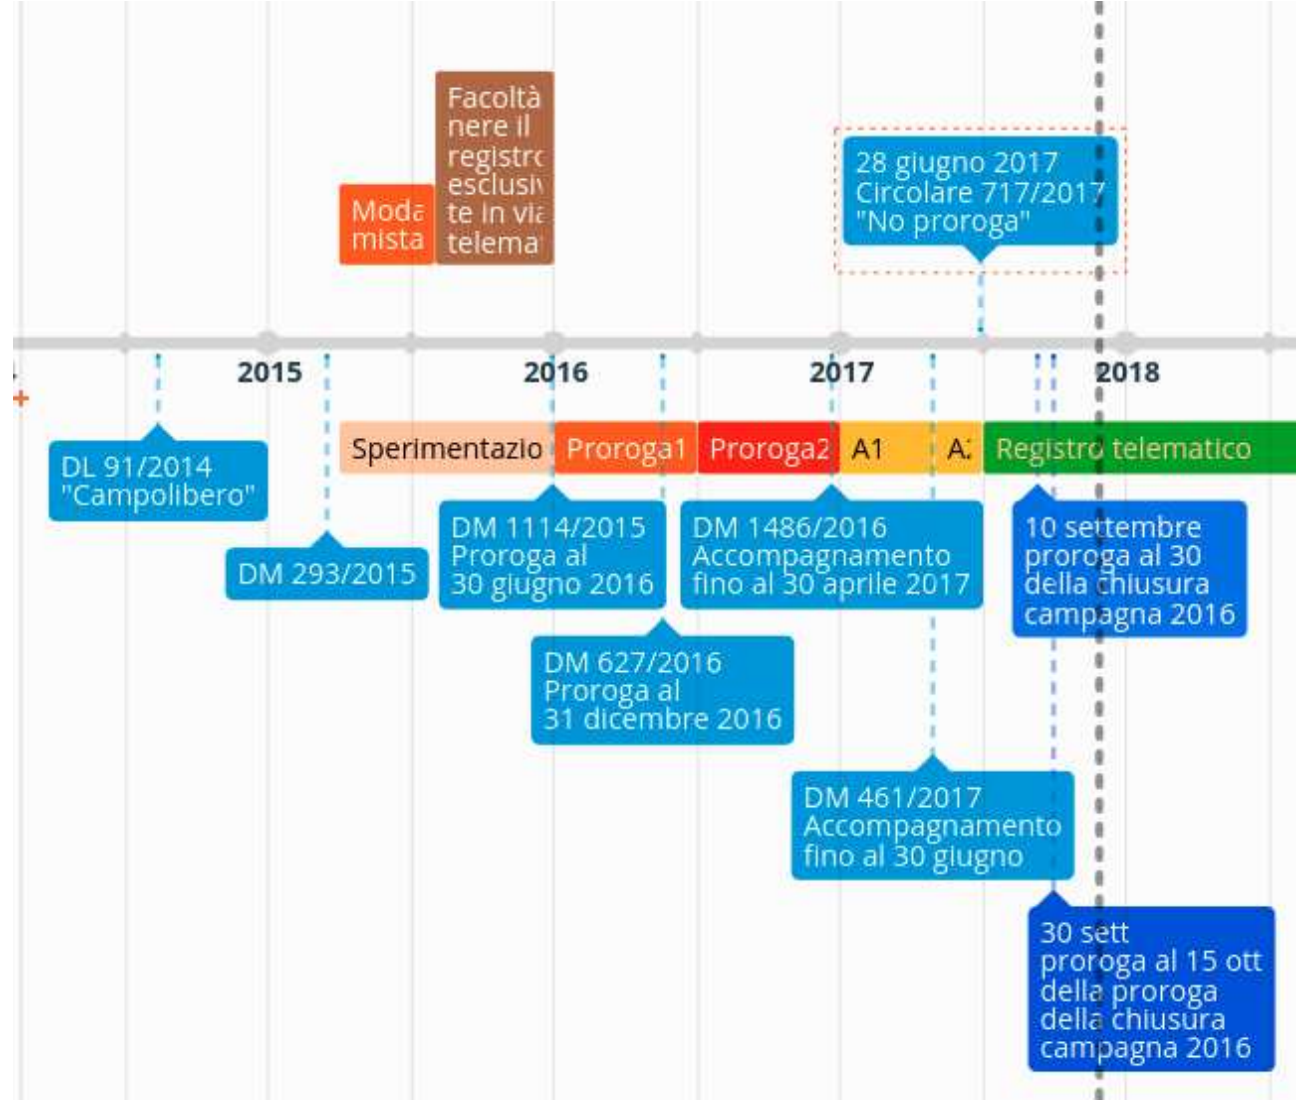 Facoltà
nere il
registro
esclusiv
te in via
telema
Moda
mista
28 giugno 2017
Circolare 717/2017
"No proroga"
2015
2016
2017
2018
Sperimentazio
Proroga1
Proroga2
A1
Registro telematico
DL 91/2014
"Campolibero"
DM 293/2015
DM 1114/2015
Proroga al
30 giugno 2016
DM 1486/2016
Accompagnamento
fino al 30 aprile 2017
10 settembre
proroga al 30
della chiusura
campagna 2016
DM 627/2016
Proroga al
31 dicembre 2016
DM 461/2017
Accompagnamento
fino al 30 giugno
30 sett
proroga al 15 ott
della proroga
della chiusura
campagna 2016